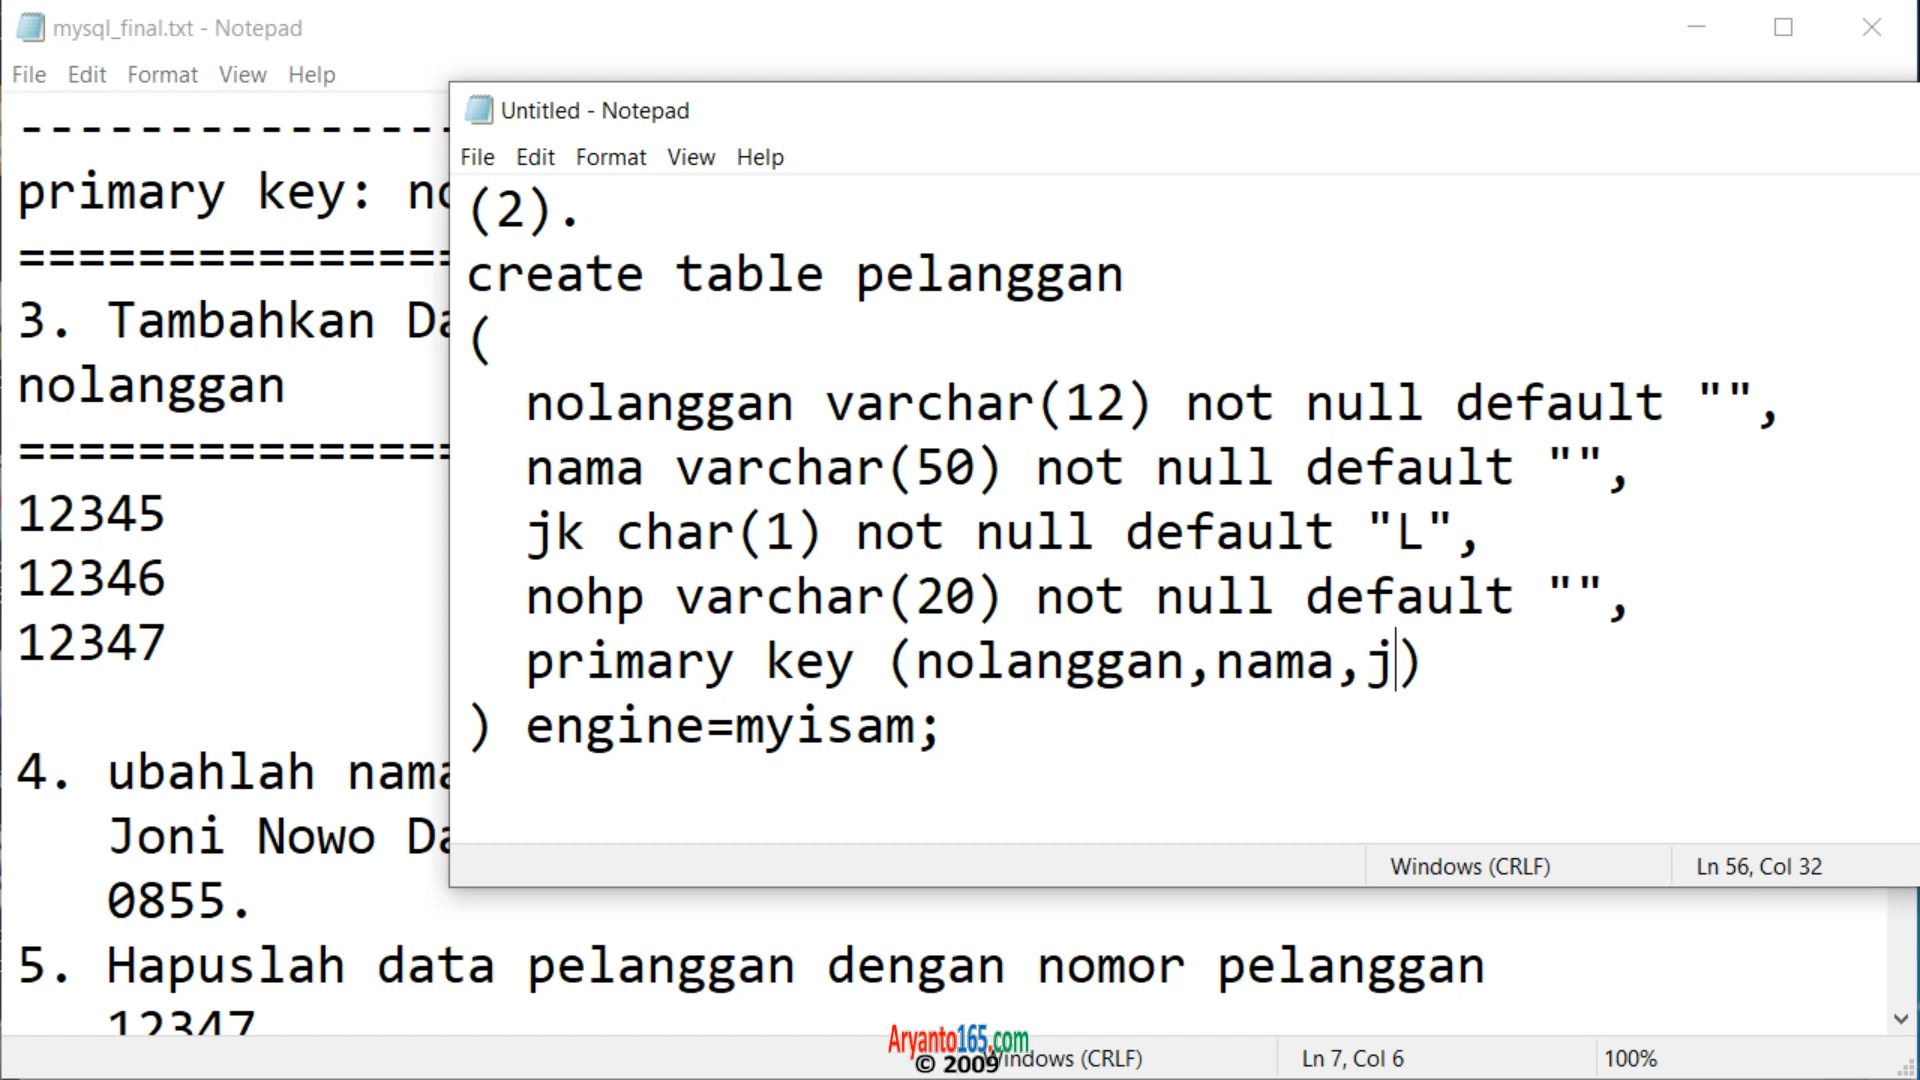 mysql_final.txt - Notepad
File Edit Format View Help
---------------
primary key:
===============
3. Tambahkan
nolanggan
===============
12345
12346
12347
4. ubahlah
Joni Nowo
0855.
5. Hapuslah data pelanggan dengan nomor pelanggan
12347
Windows (CRLF) Ln 7, Col 6 100%
Untitled - Notepad
File Edit Format View Help
(2).
create table pelanggan
(
nolanggan varchar(12) not null default "",
nama varchar(50) not null default "",
jk char(1) not null default "L",
nohp varchar(20) not null default "",
primary key (nolanggan,nama,j)
) engine=myisam;
Windows (CRLF) Ln 56, Col 32
Aryanto165.com
© 2009